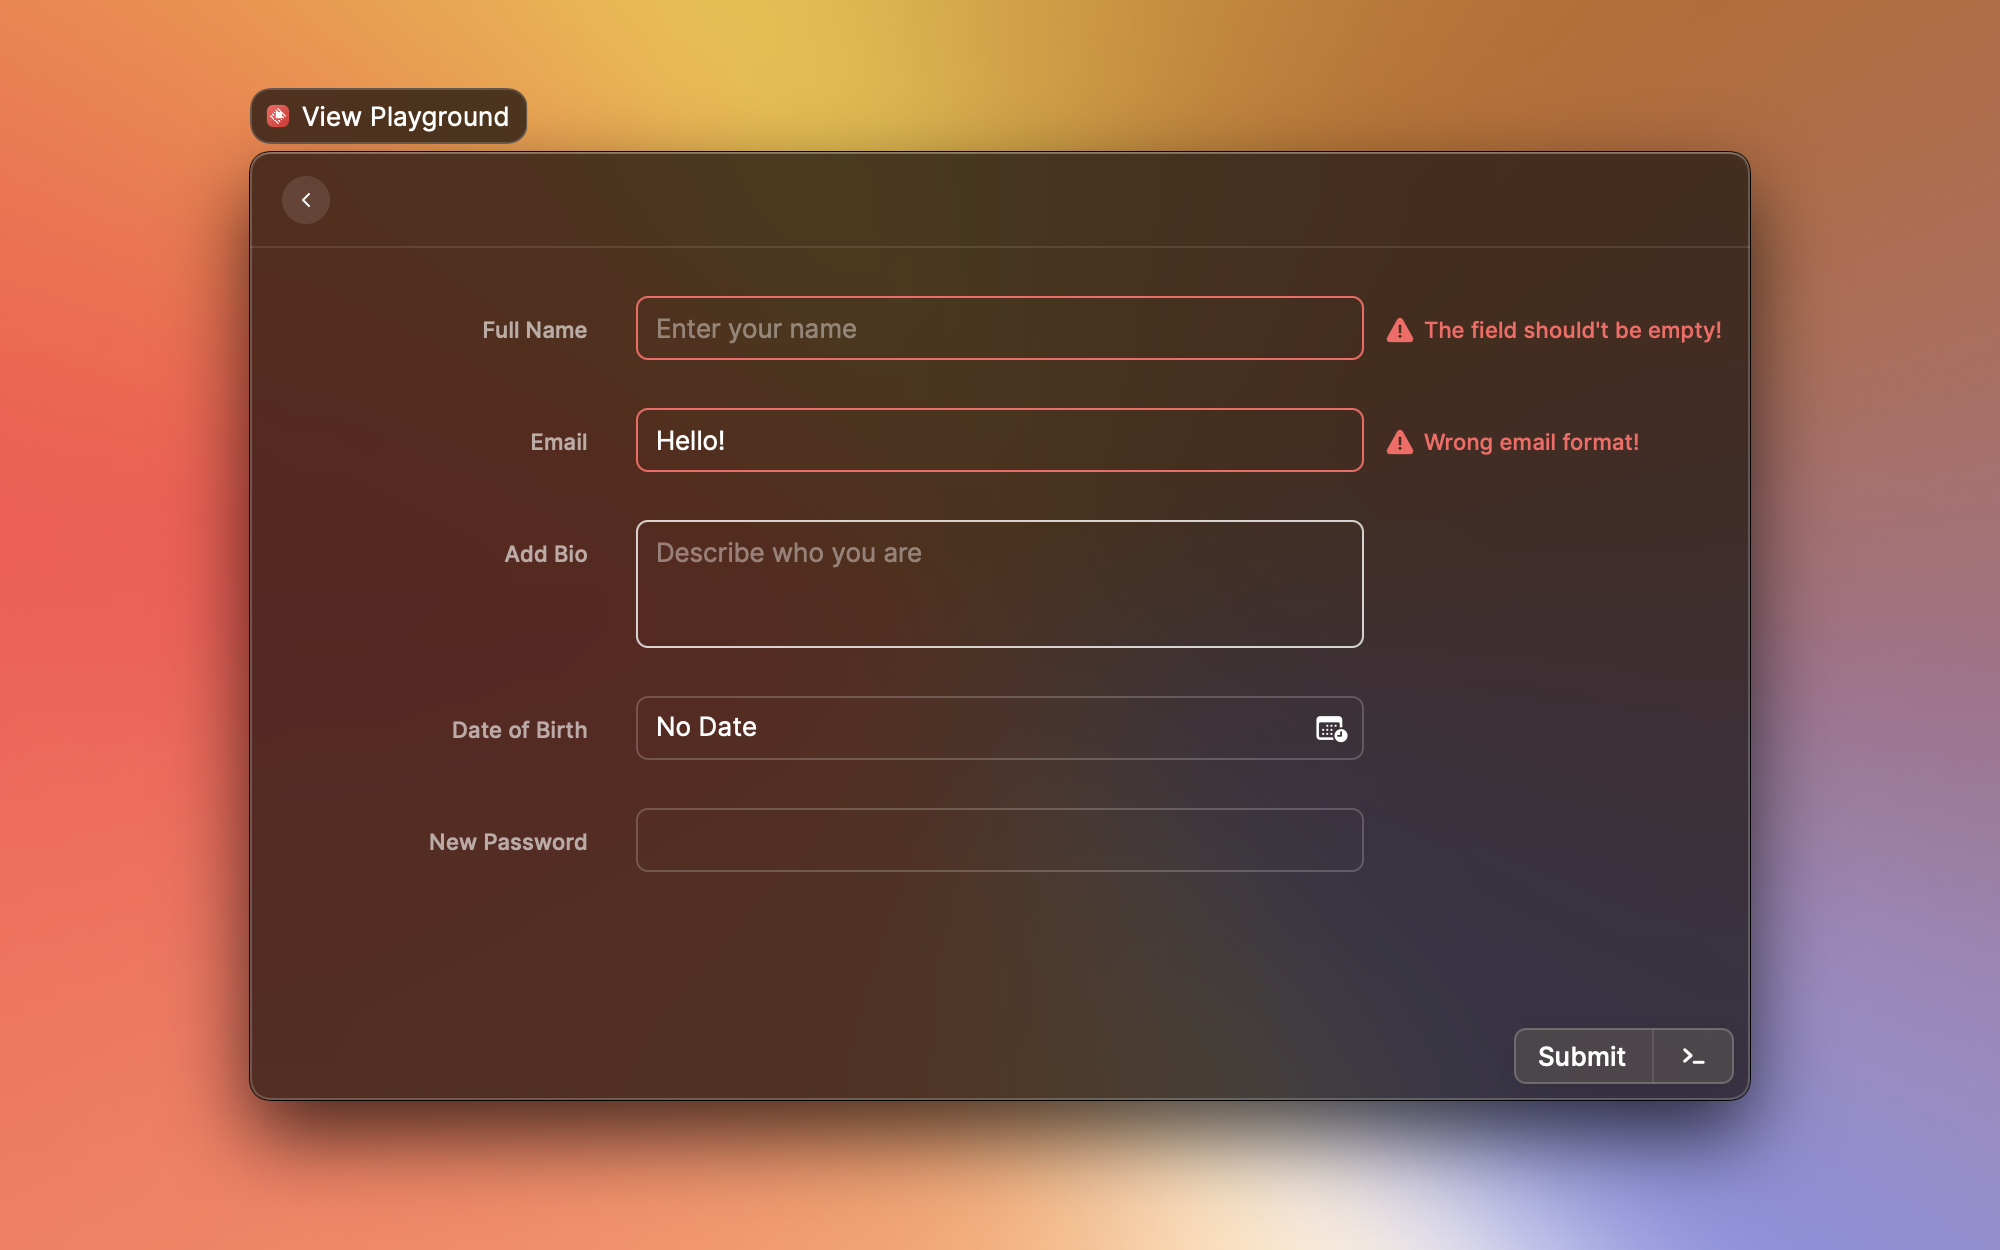 View Playground
Full Name
Enter your name
The field should't be empty!
Email
Hello!
Wrong email format!
Add Bio
Describe who you are
Date of Birth
No Date
New Password
Submit